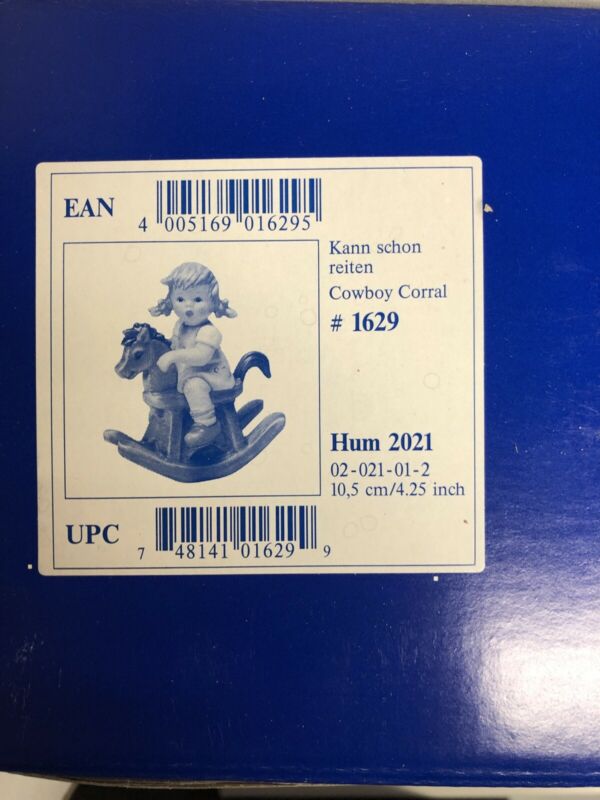 EAN
4 005169 016295
Kann schon
reiten
Cowboy Corral
# 1629
Hum 2021
02-021-01-2
10,5 cm/4.25 inch
UPC
7 48141 01629 9